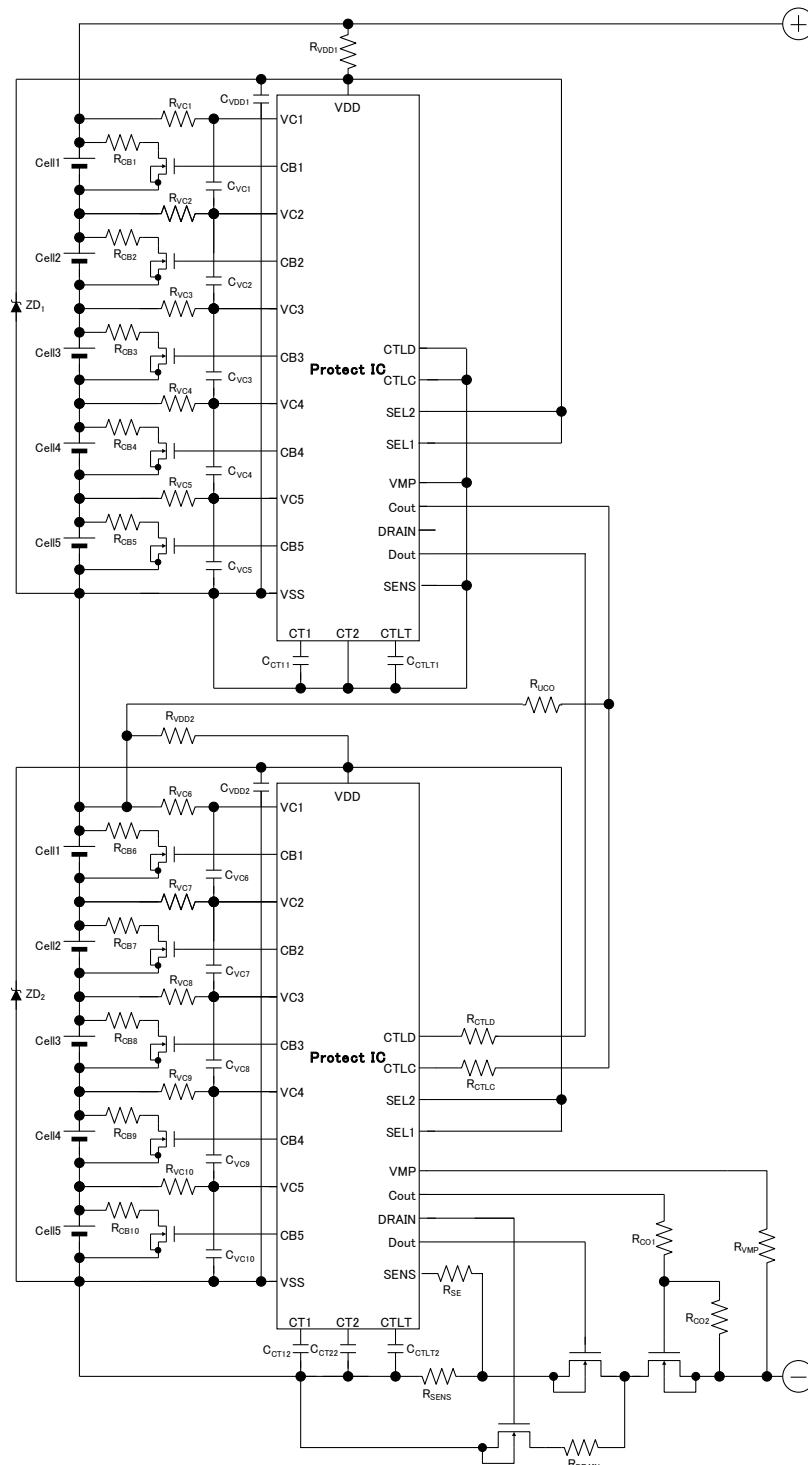 +
RVDD1
CVDD1
VDD
RVC1
VC1
Cell1
RCB1
CB1
CVC1
RVC2
VC2
Cell2
RCB2
CB2
CVC2
ZD1
RVC3
VC3
Cell3
RCB3
CB3
CTLD
Protect IC
CVC3
CTLC
RVC4
VC4
SEL2
Cell4
RCB4
CB4
SEL1
CVC4
RVC5
VMP
VC5
Cout
DRAIN
Cell5
RCB5
CB5
Dout
CVC5
SENS
VSS
CT1
CT2
CTLT
CCT11
CCTLT1
RUCO
RVDD2
CVDD2
VDD
RVC6
VC1
Cell1
RCB6
CB1
CVC6
RVC7
VC2
Cell2
RCB7
CB2
CVC7
ZD2
RVC8
VC3
RCTLD
CTLD
Cell3
RCB8
CB3
Protect IC
CTLC
RCTLC
CVC8
RVC9
VC4
SEL2
Cell4
RCB9
CB4
SEL1
CVC9
RVC10
VMP
VC5
Cout
DRAIN
Cell5
RCB10
CB5
Dout
RCO1
RVMP
CVC10
SENS
RSE
VSS
RCO2
CT1
CT2
CTLT
CCT12
CCT22
CCTLT2
RSENS
−